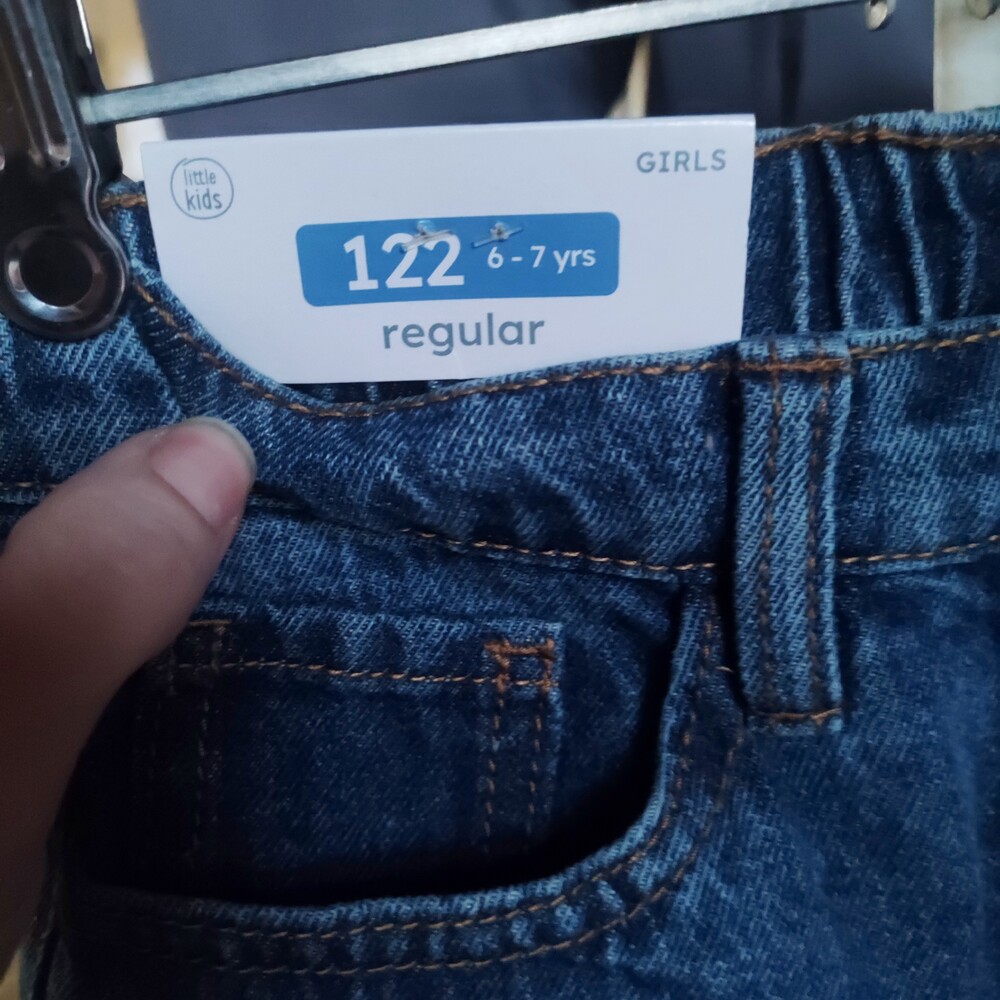 little
kids
GIRLS
122 6 - 7 yrs
regular